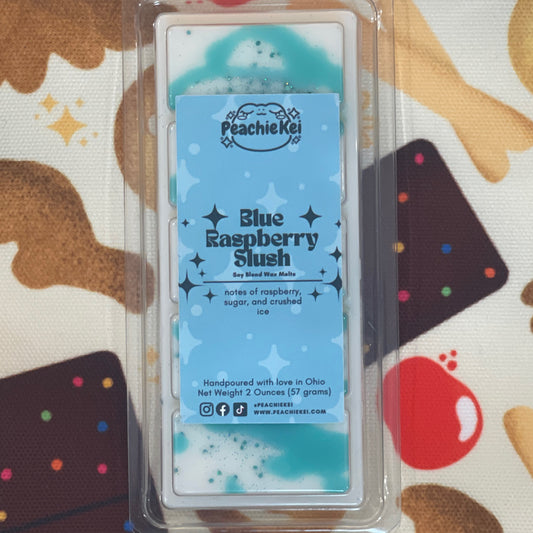 PeachieKei
Blue
Raspberry
Slush
Soy Blend Wax Melts
notes of raspberry,
sugar, and crushed
ice
Handpoured with love in Ohio
Net Weight 2 Ounces (57 grams)
@PEACHIEKEI
WWW.PEACHIEKEI.COM